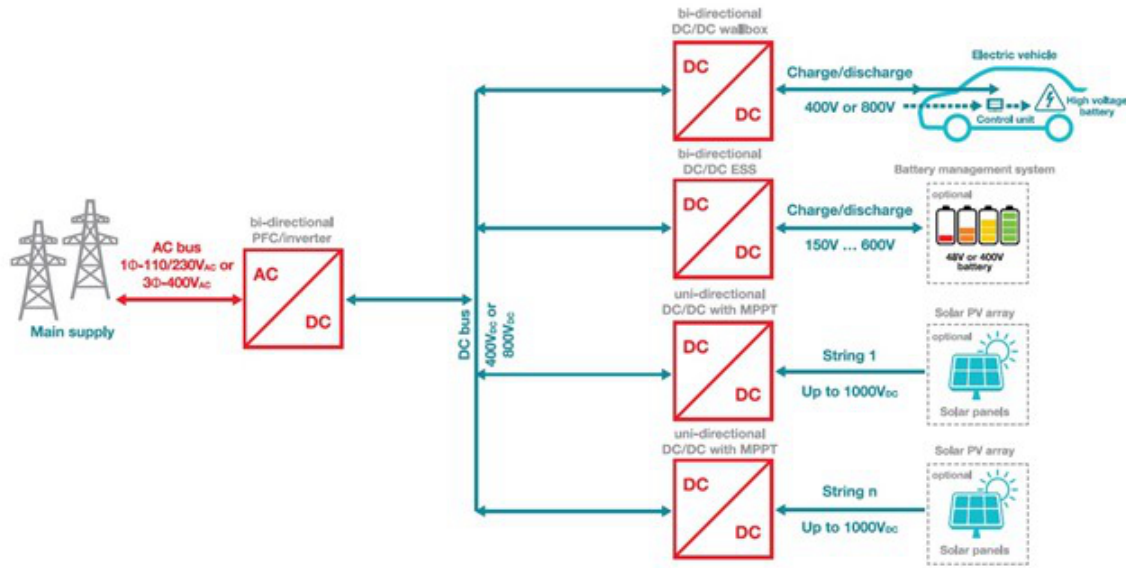 bi-directional
DC/DC wallbox
DC
DC
Charge/discharge
400V or 800V
Electric vehicle
High voltage
battery
Control unit
bi-directional
DC/DC ESS
DC
DC
Charge/discharge
150V ... 600V
Battery management system
optional
48V or 400V
battery
Main supply
AC bus
1Φ-110/230VAC or
3Φ-400VAC
bi-directional
PFC/inverter
AC
DC
DC bus
400VDC or
800VDC
uni-directional
DC/DC with MPPT
DC
DC
String 1
Up to 1000VDC
Solar PV array
optional
Solar panels
uni-directional
DC/DC with MPPT
DC
DC
String n
Up to 1000VDC
Solar PV array
optional
Solar panels